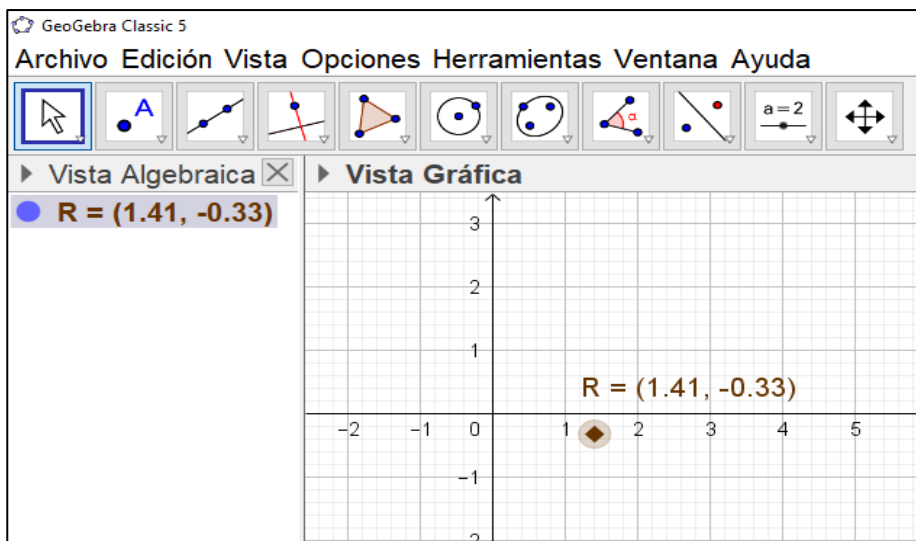 GeoGebra Classic 5
Archivo Edición Vista Opciones Herramientas Ventana Ayuda
A α a=2
Vista Algebraica Vista Gráfica
R = (1.41, -0.33)
3
2
1
R = (1.41, -0.33)
-2 -1 0 1 2 3 4 5
-1